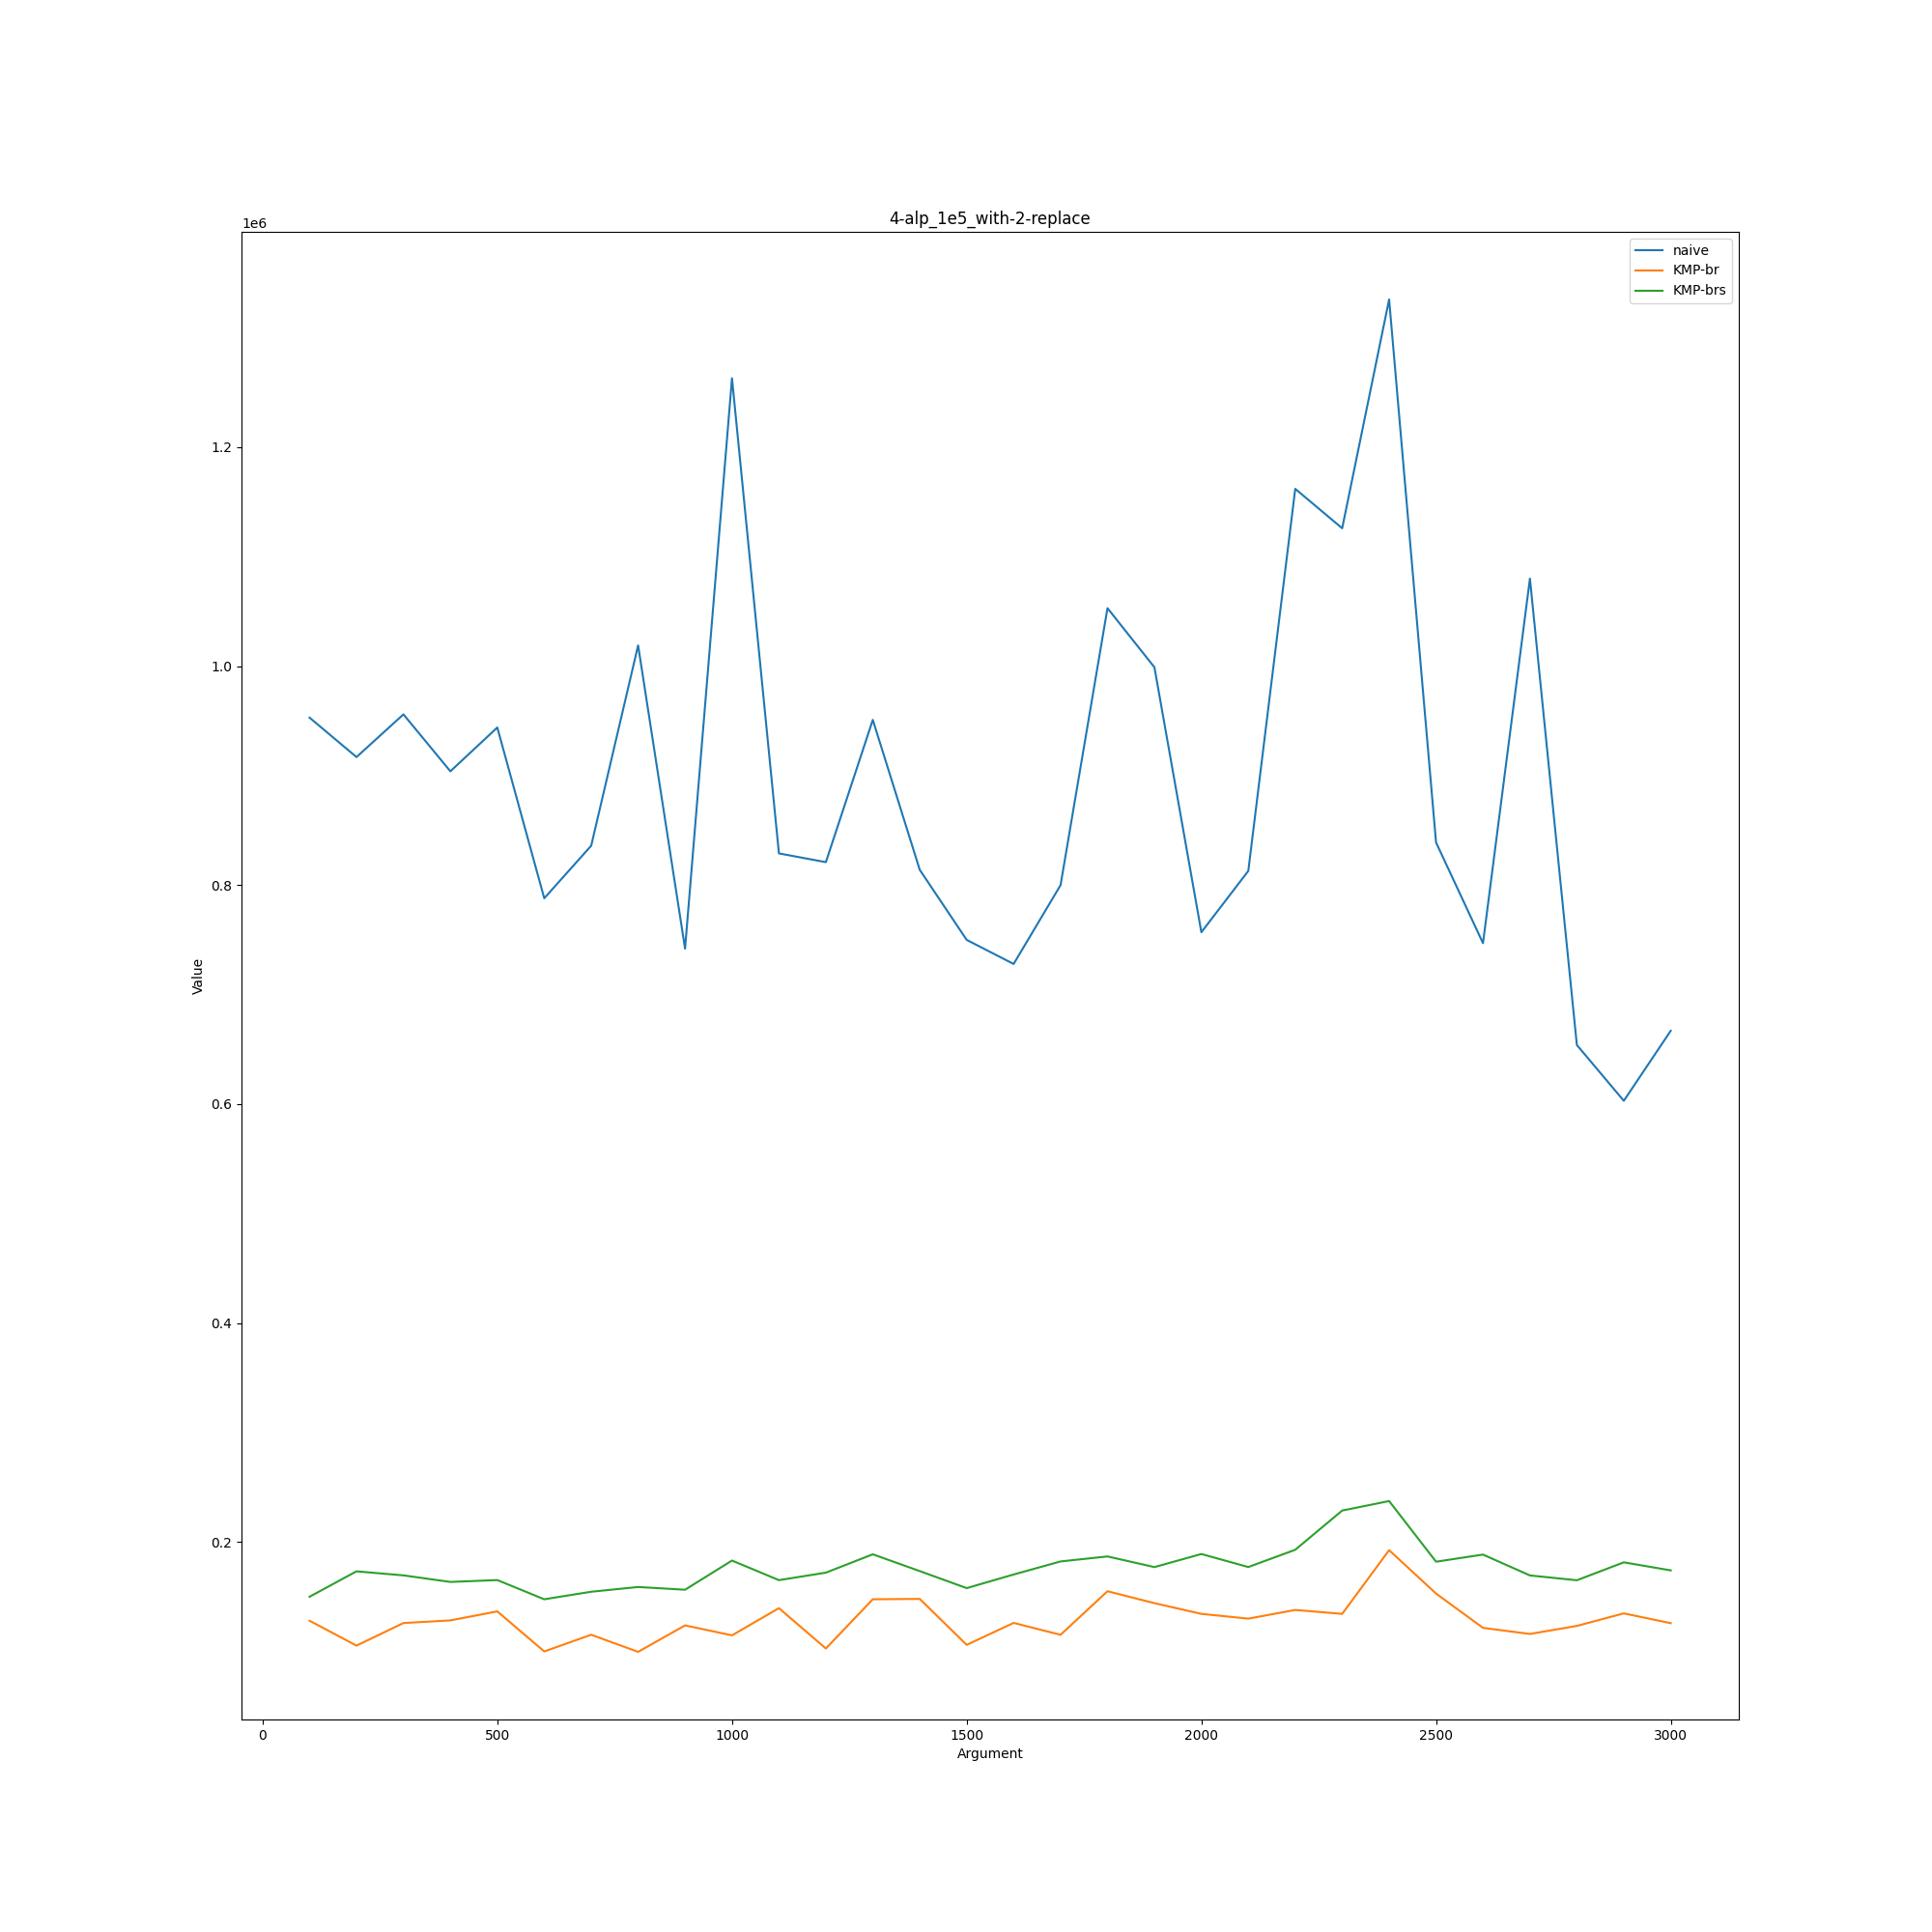 4-alp_1e5_with-2-replace
1e6
naive
KMP-br
KMP-brs
1.2
1.0
0.8
0.6
0.4
0.2
Value
0 500 1000 1500 2000 2500 3000
Argument